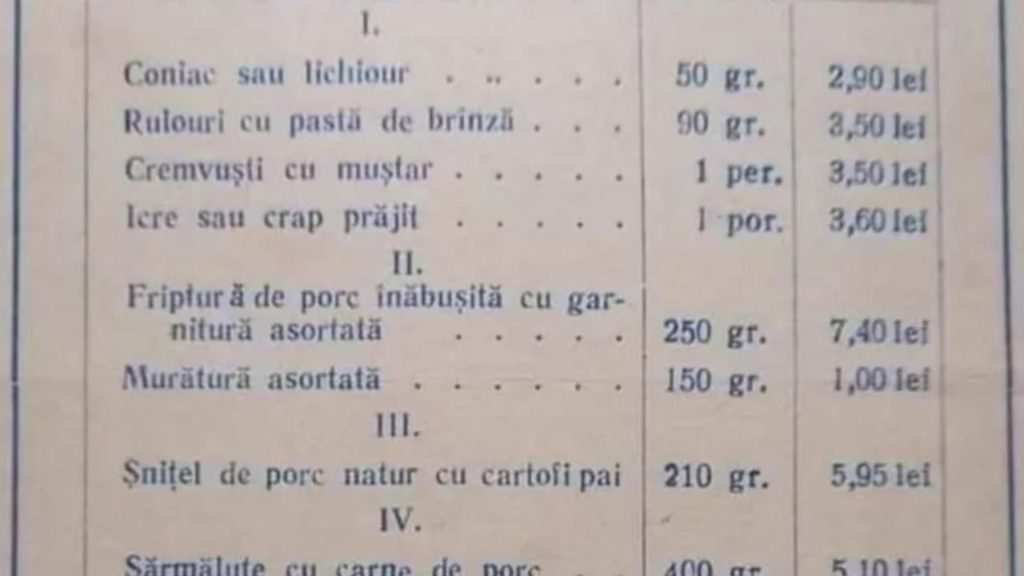 I.
Coniac sau lichiour . . . . . 50 gr. 2,90 lei
Rulouri cu pastă de brinză . . . 90 gr. 3,50 lei
Cremvuști cu muștar . . . . . 1 per. 3,50 lei
Icre sau crap prăjit . . . . . 1 por. 3,60 lei
II.
Friptură de porc înăbușită cu gar-
nitură asortată . . . . . 250 gr. 7,40 lei
Murătură asortată . . . . . . 150 gr. 1,00 lei
III.
Șnițel de porc natur cu cartofi pai 210 gr. 5,95 lei
IV.
Sărmăluțe cu carne de porc . . 400 gr. 5,10 lei